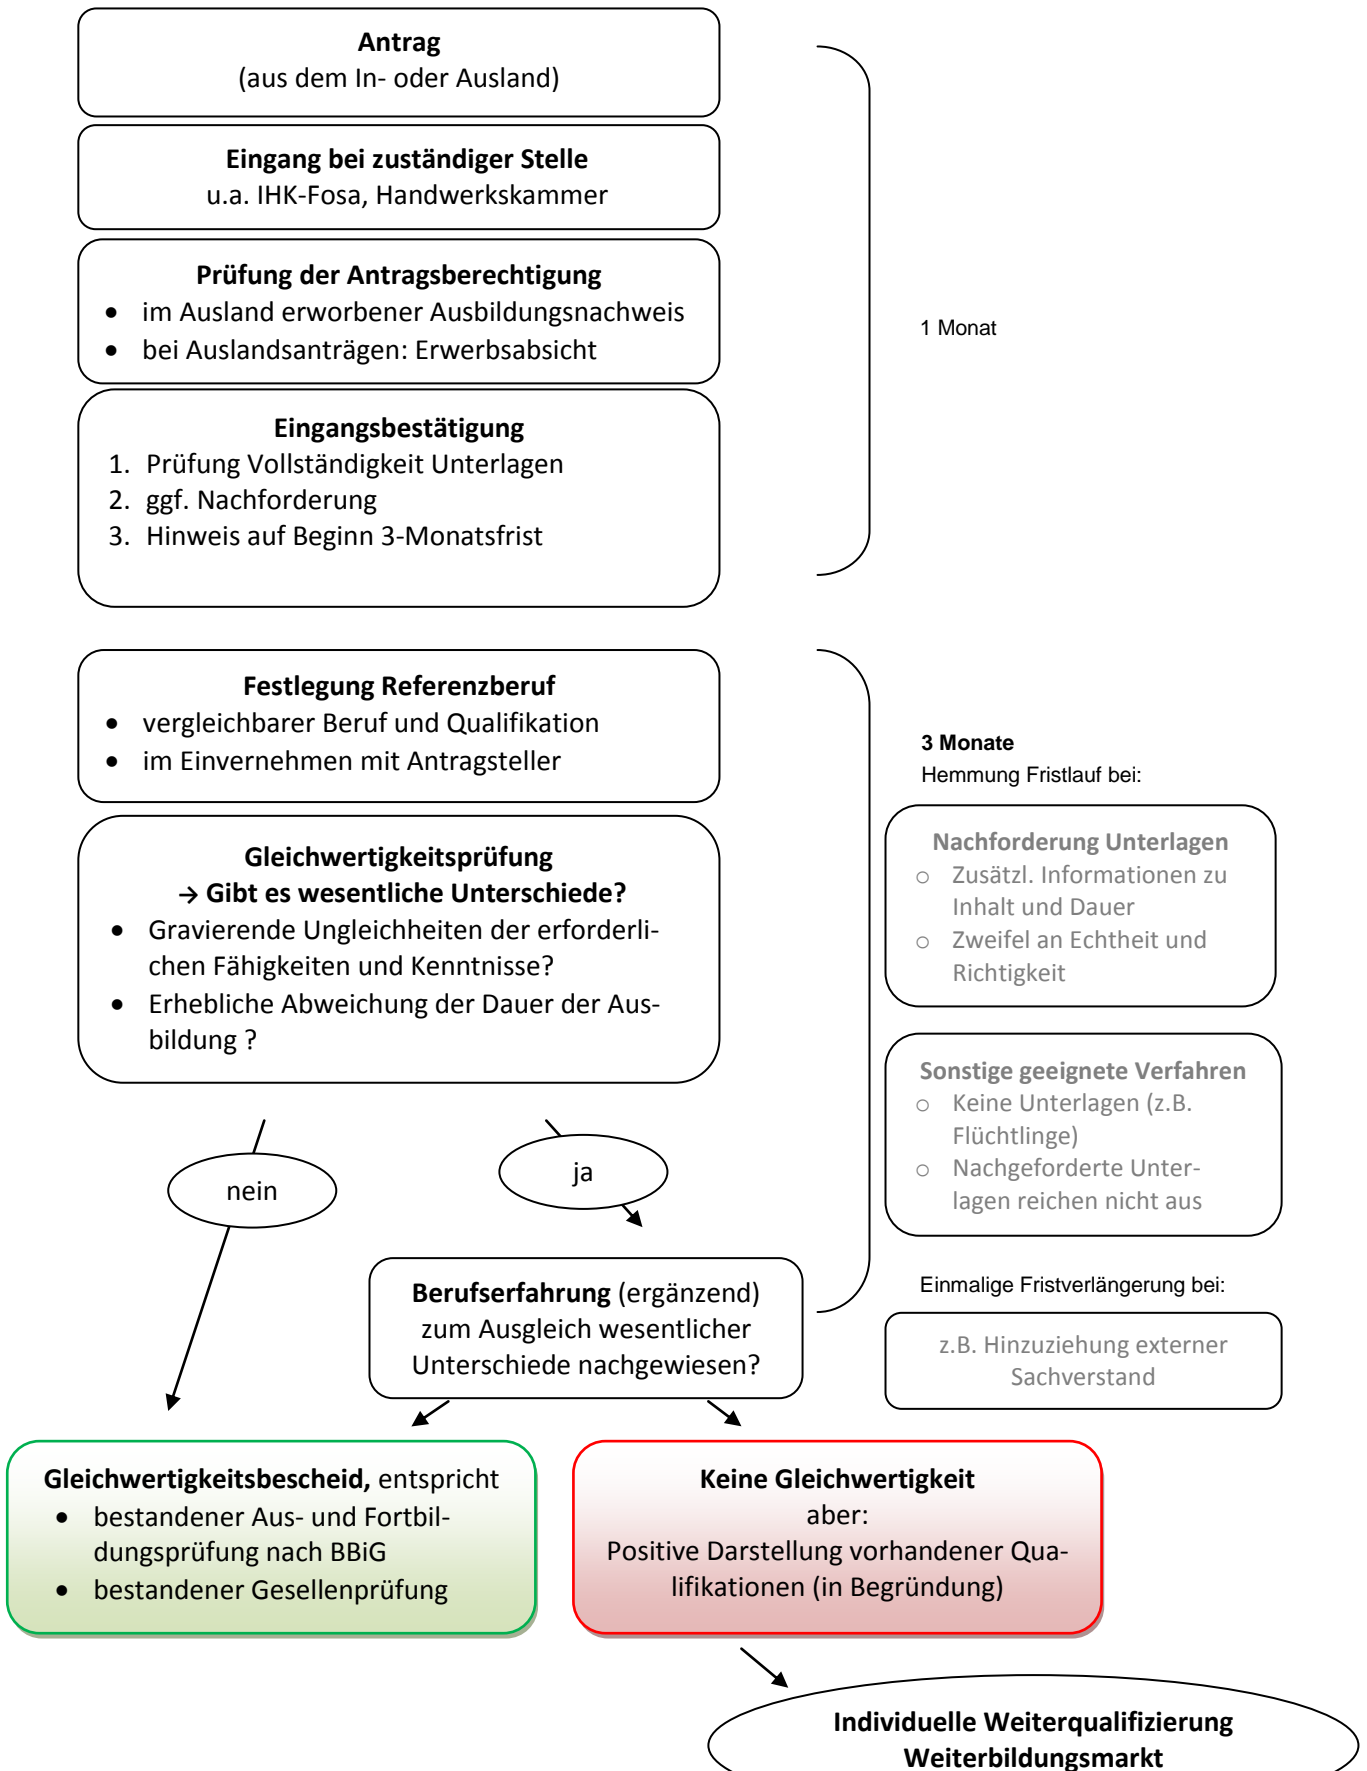 Antrag
(aus dem In- oder Ausland)
Eingang bei zuständiger Stelle
u.a. IHK-Fosa, Handwerkskammer
Prüfung der Antragsberechtigung
• im Ausland erworbener Ausbildungsnachweis
• bei Auslandsanträgen: Erwerbsabsicht
1 Monat
Eingangsbestätigung
1. Prüfung Vollständigkeit Unterlagen
2. ggf. Nachforderung
3. Hinweis auf Beginn 3-Monatsfrist
Festlegung Referenzberuf
• vergleichbarer Beruf und Qualifikation
• im Einvernehmen mit Antragsteller
3 Monate
Hemmung Fristlauf bei:
Gleichwertigkeitsprüfung
→ Gibt es wesentliche Unterschiede?
• Gravierende Ungleichheiten der erforderli-
chen Fähigkeiten und Kenntnisse?
• Erhebliche Abweichung der Dauer der Aus-
bildung ?
Nachforderung Unterlagen
○ Zusätzl. Informationen zu
Inhalt und Dauer
○ Zweifel an Echtheit und
Richtigkeit
Sonstige geeignete Verfahren
○ Keine Unterlagen (z.B.
Flüchtlinge)
○ Nachgeforderte Unter-
lagen reichen nicht aus
nein
ja
Berufserfahrung (ergänzend)
zum Ausgleich wesentlicher
Unterschiede nachgewiesen?
Einmalige Fristverlängerung bei:
z.B. Hinzuziehung externer
Sachverstand
Gleichwertigkeitsbescheid, entspricht
• bestandener Aus- und Fortbil-
dungsprüfung nach BBiG
• bestandener Gesellenprüfung
Keine Gleichwertigkeit
aber:
Positive Darstellung vorhandener Qua-
lifikationen (in Begründung)
Individuelle Weiterqualifizierung
Weiterbildungsmarkt